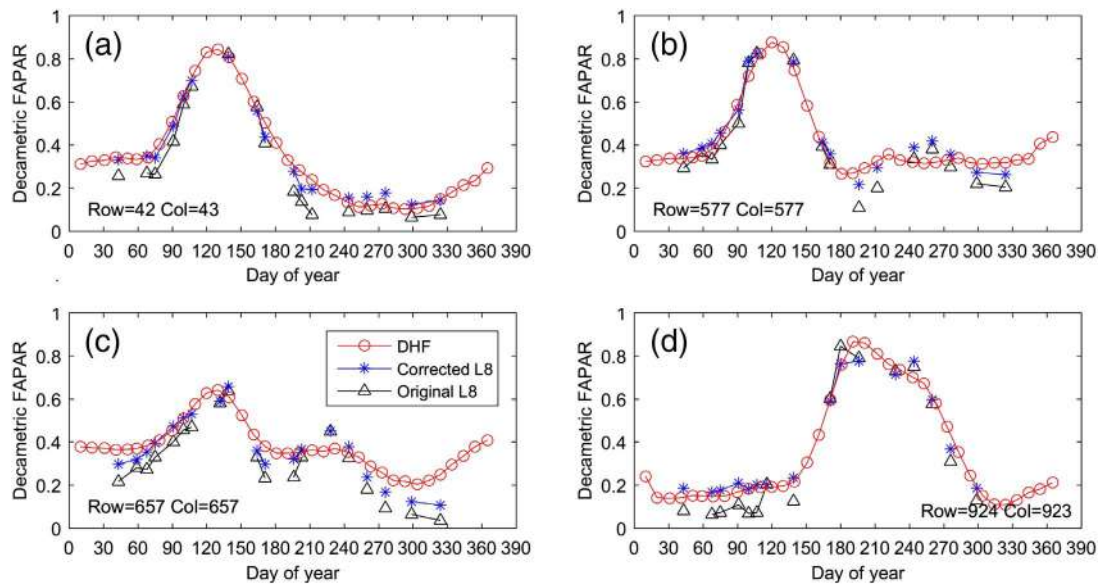 (a)
Decametric FAPAR
1
0.8
0.6
0.4
0.2
0
Row=42 Col=43
0 30 60 90 120 150 180 210 240 270 300 330 360 390
Day of year
(b)
Decametric FAPAR
1
0.8
0.6
0.4
0.2
0
Row=577 Col=577
0 30 60 90 120 150 180 210 240 270 300 330 360 390
Day of year
(c)
Decametric FAPAR
1
0.8
0.6
0.4
0.2
0
DHF
Corrected L8
Original L8
Row=657 Col=657
0 30 60 90 120 150 180 210 240 270 300 330 360 390
Day of year
(d)
Decametric FAPAR
1
0.8
0.6
0.4
0.2
0
Row=924 Col=923
0 30 60 90 120 150 180 210 240 270 300 330 360 390
Day of year